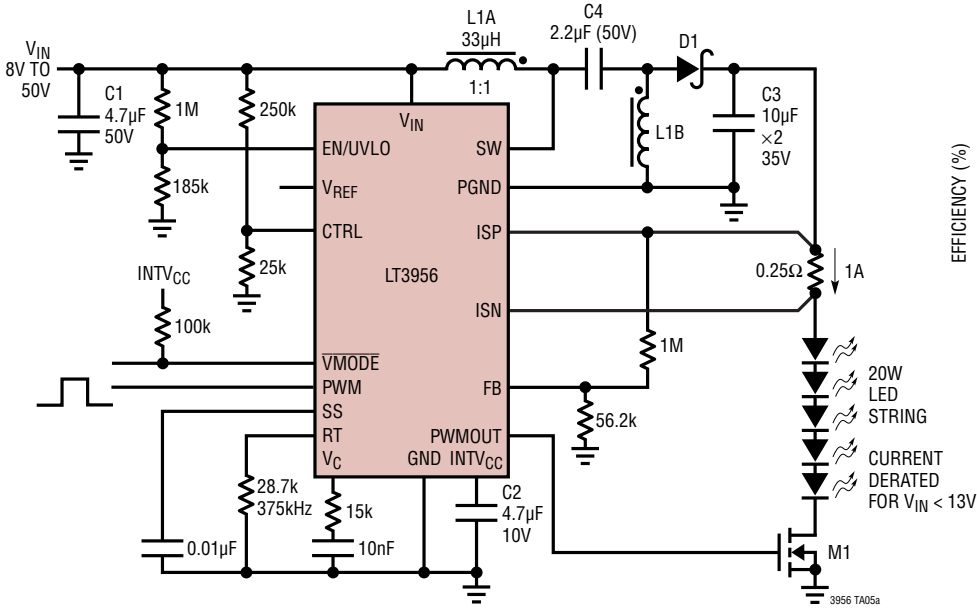 V_IN
8V TO
50V
C1
4.7µF
50V
1M
185k
250k
25k
L1A
33µH
1:1
C4
2.2µF (50V)
D1
L1B
C3
10µF
×2
35V
V_IN
EN/UVLO
V_REF
CTRL
LT3956
VMODE
PWM
SS
RT
V_C
GND
INTV_CC
SW
PGND
ISP
ISN
FB
PWMOUT
INTV_CC
100k
0.25Ω
1A
1M
56.2k
20W
LED
STRING
CURRENT
DERATED
FOR V_IN < 13V
M1
28.7k
375kHz
15k
10nF
0.01µF
C2
4.7µF
10V
3956 TA05a
EFFICIENCY (%)